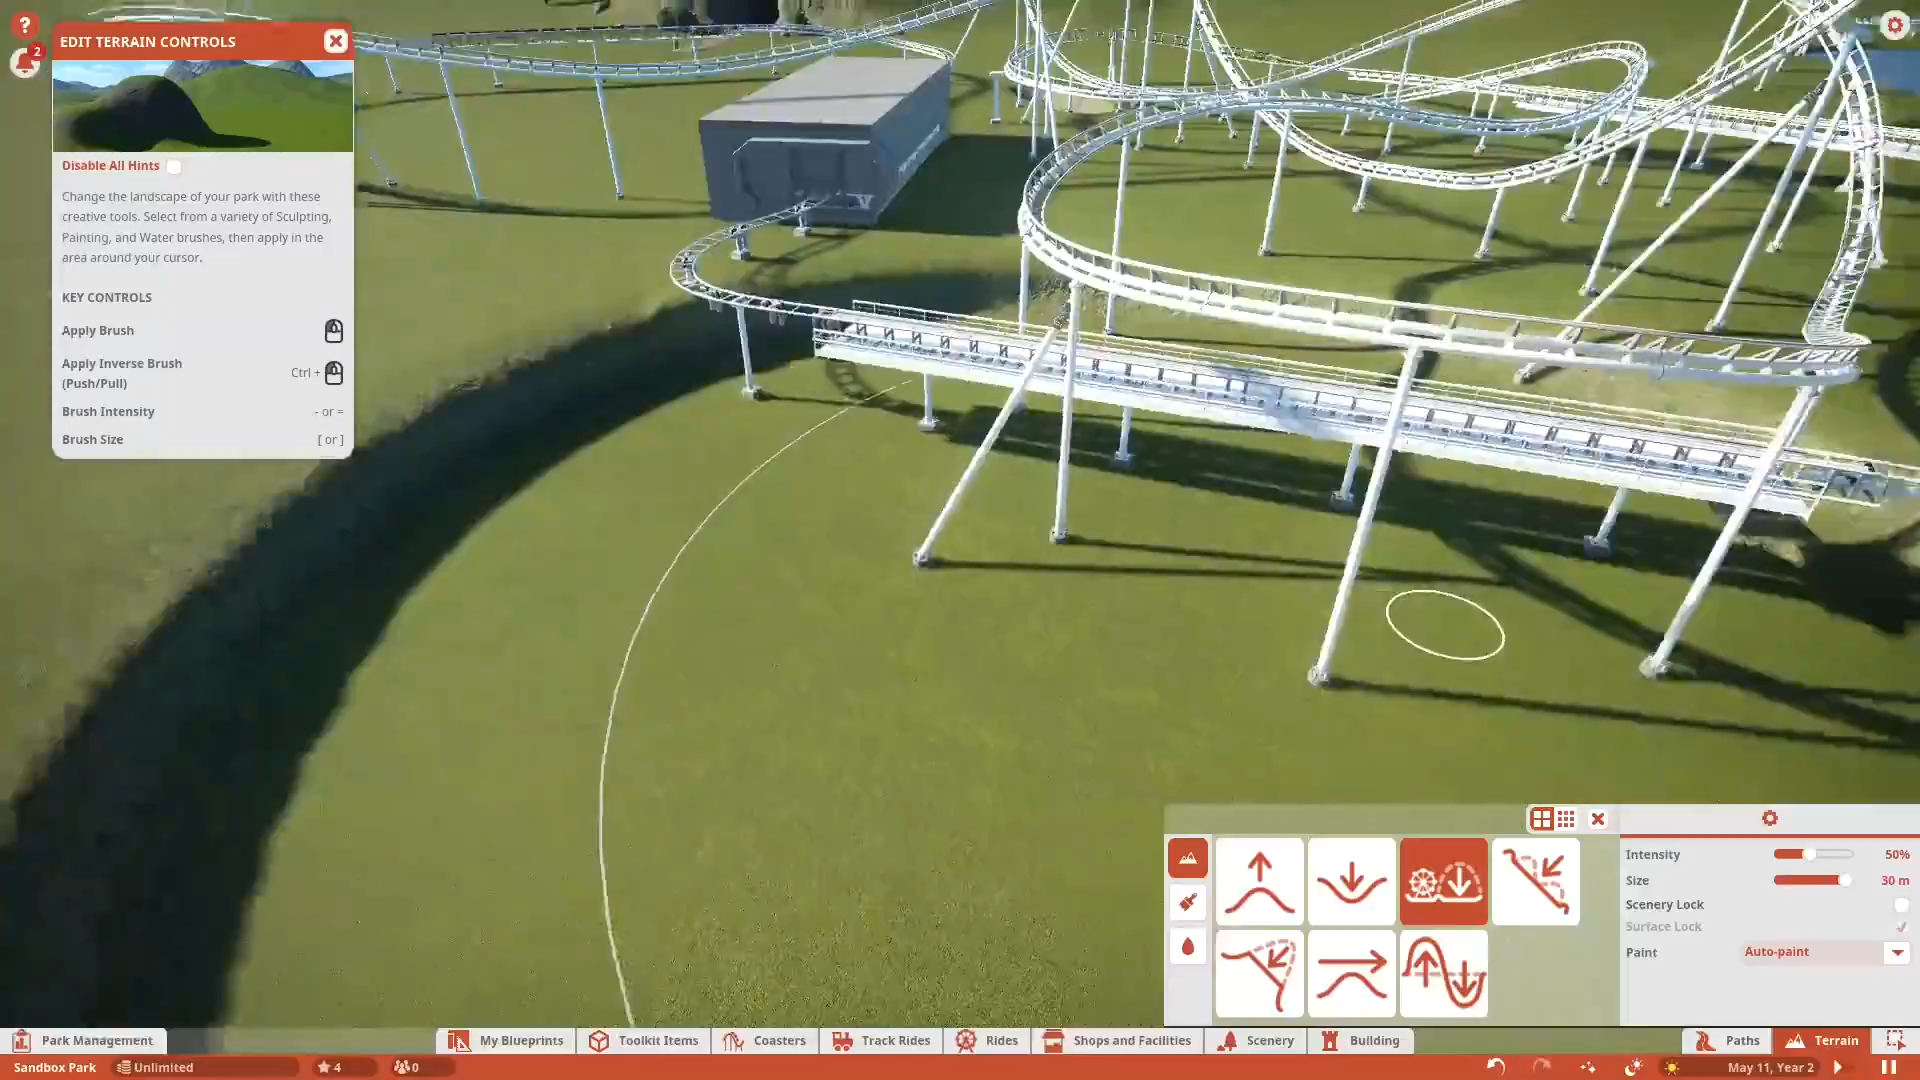 ?
2
EDIT TERRAIN CONTROLS
Disable All Hints
Change the landscape of your park with these
creative tools. Select from a variety of Sculpting,
Painting, and Water brushes, then apply in the
area around your cursor.
KEY CONTROLS
Apply Brush
Apply Inverse Brush
(Push/Pull)
Ctrl +
Brush Intensity
- or =
Brush Size
[ or ]
Intensity
50%
Size
30 m
Scenery Lock
Surface Lock
Paint
Auto-paint
Park Management
My Blueprints
Toolkit Items
Coasters
Track Rides
Rides
Shops and Facilities
Scenery
Building
Paths
Terrain
Sandbox Park
Unlimited
4
0
May 11, Year 2